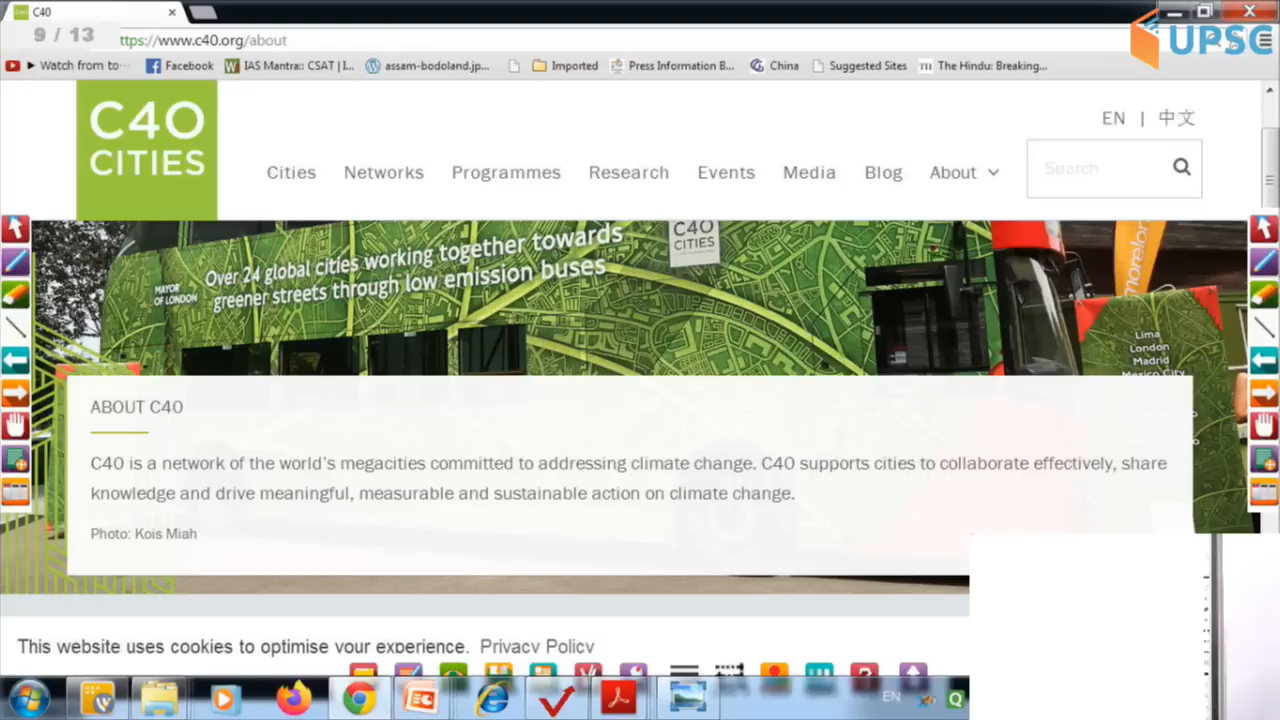 C40
9 / 13
https://www.c40.org/about
UPSC
Watch from to
Facebook
IAS Mantra:: CSAT | I...
assam-bodoland.jp...
Imported
Press Information B...
China
Suggested Sites
The Hindu: Breaking...
C40
CITIES
EN | 中文
Cities
Networks
Programmes
Research
Events
Media
Blog
About
Search
Over 24 global cities working together towards
greener streets through low emission buses
MAYOR
OF LONDON
C40
CITIES
morelor
Lima
London
Madrid
Mexico City
ABOUT C40
C40 is a network of the world's megacities committed to addressing climate change. C40 supports cities to collaborate effectively, share
knowledge and drive meaningful, measurable and sustainable action on climate change.
Photo: Kois Miah
This website uses cookies to optimise your experience. Privacy Policy
EN